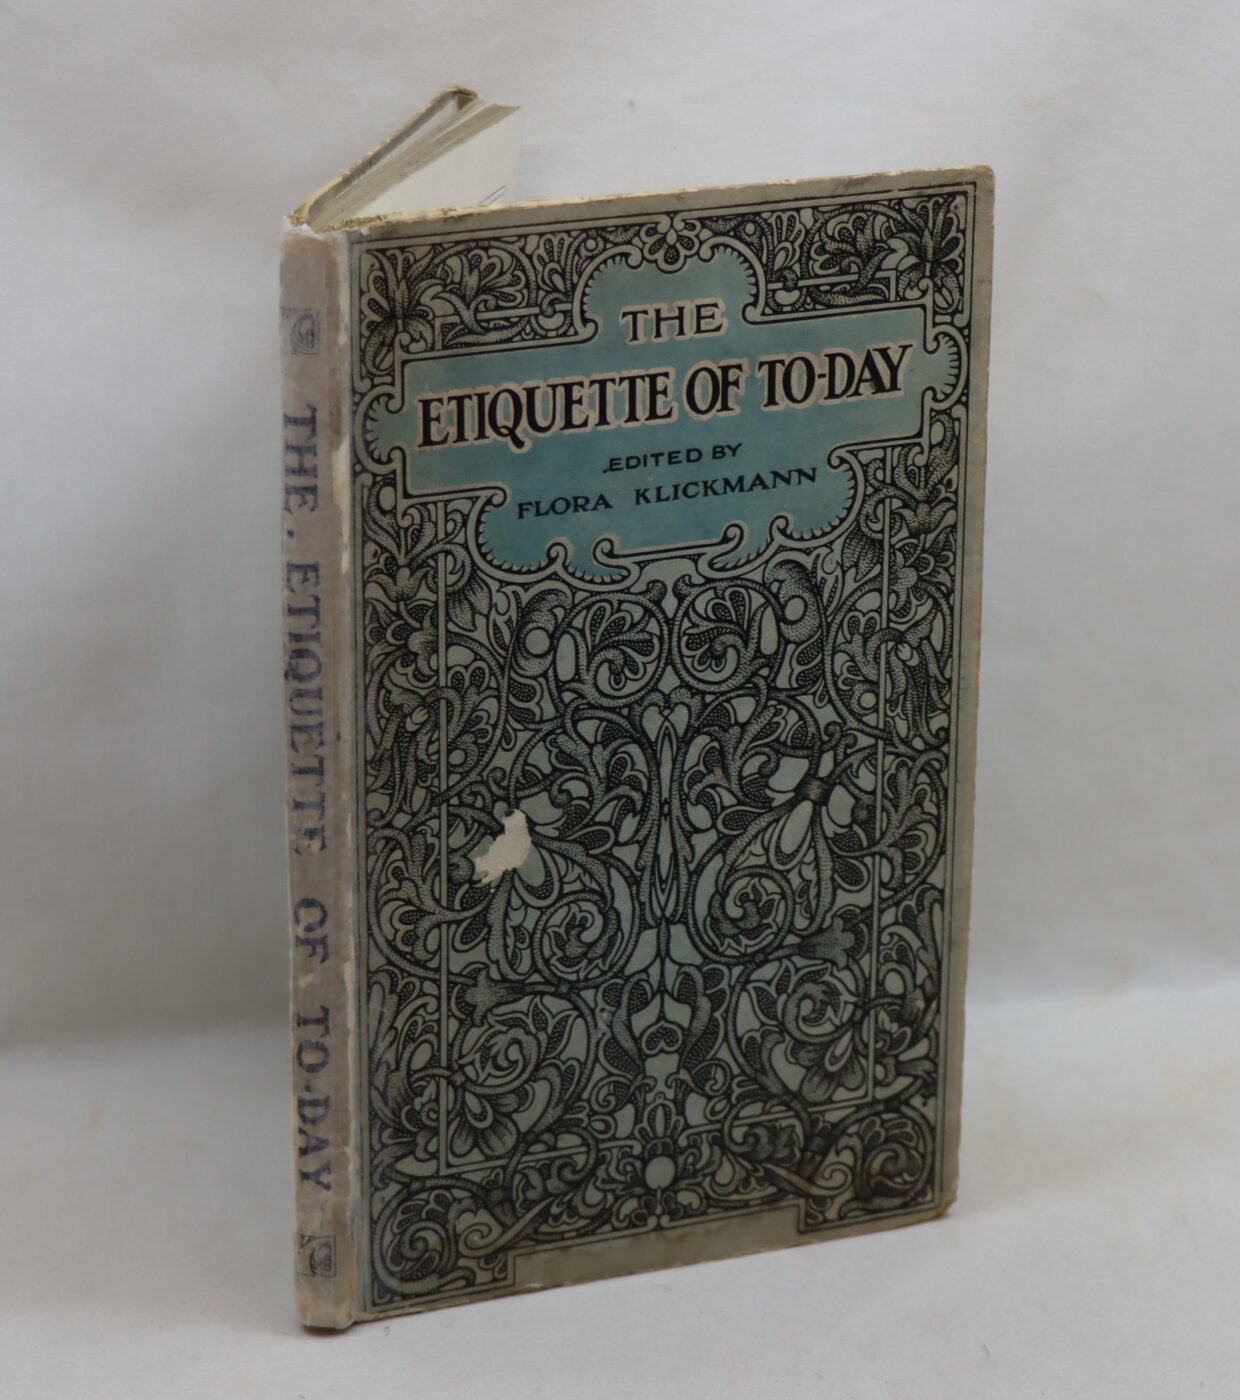 THE
ETIQUETTE OF TO-DAY
EDITED BY
FLORA KLICKMANN
THE. ETIQUETTE OF TO-DAY